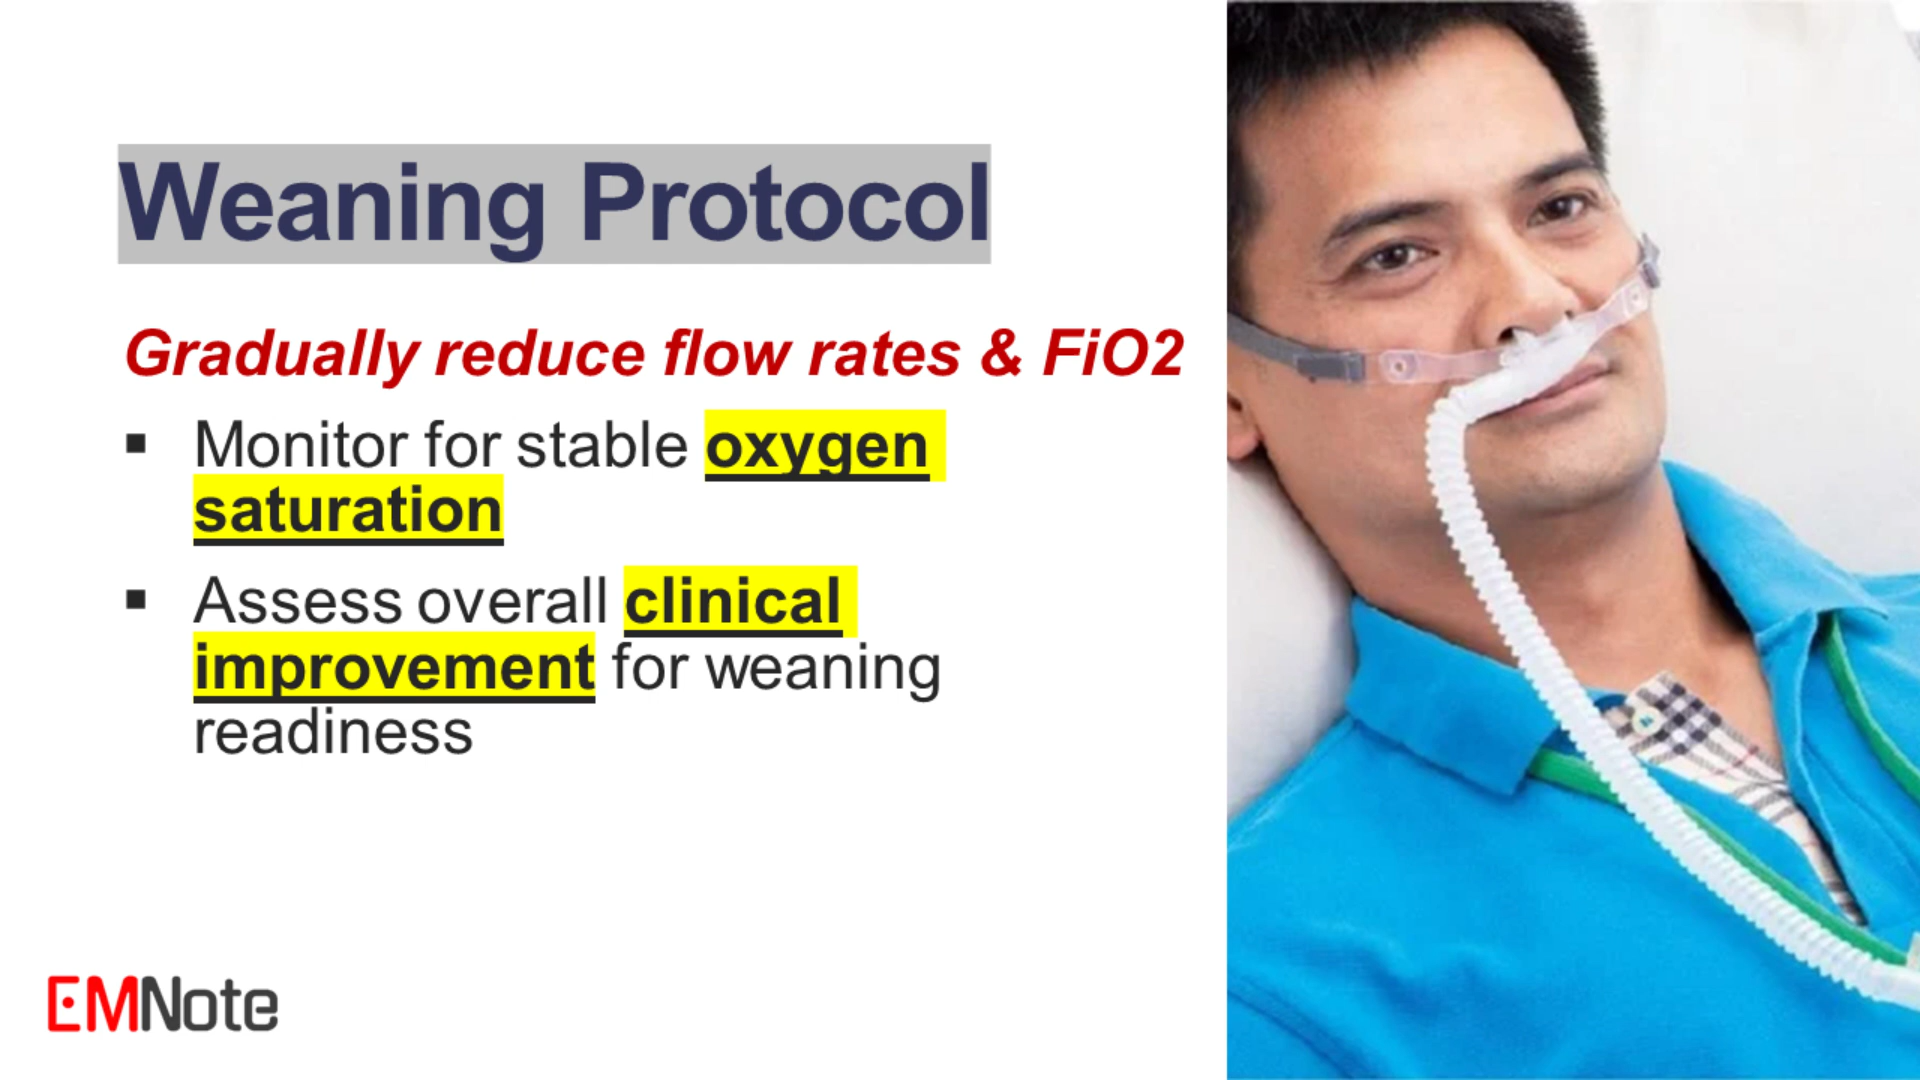 Weaning Protocol
Gradually reduce flow rates & FiO2
▪ Monitor for stable oxygen
saturation
▪ Assess overall clinical
improvement for weaning
readiness
EMNote